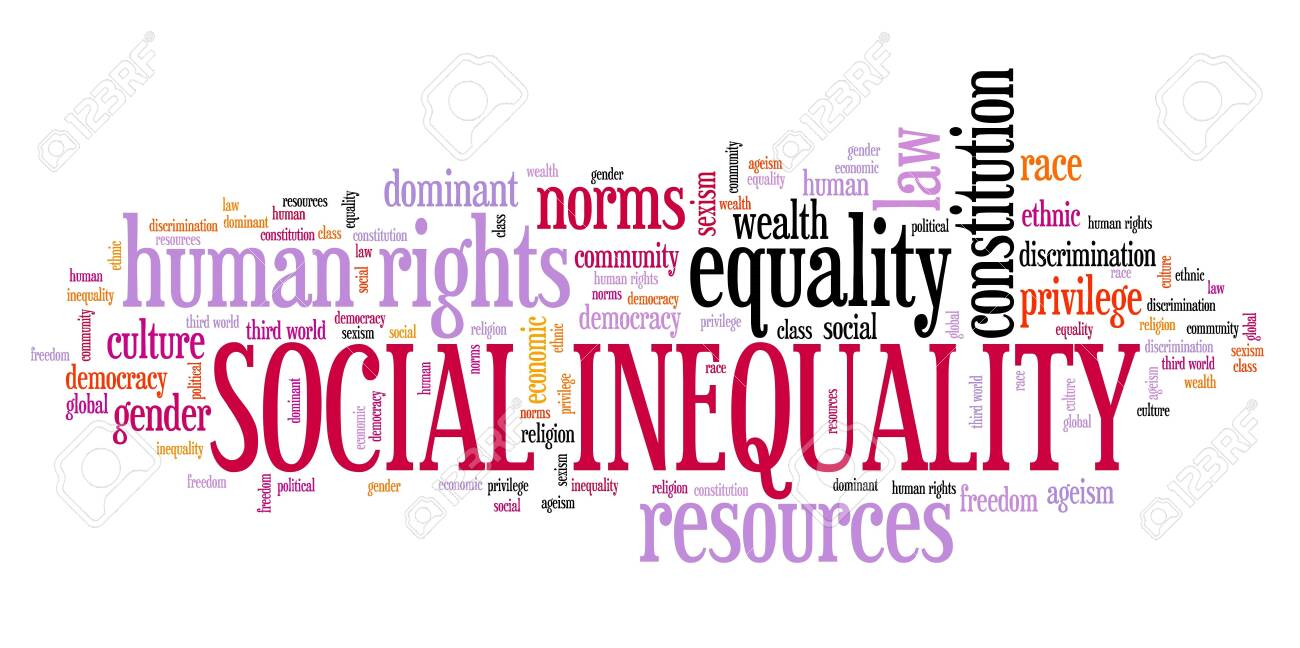 123RF
constitution
law
gender
economic
community
ageism
equality
human
race
wealth
gender
dominant
norms
sexism
wealth
wealth
equality
political
ethnic
human rights
resources
equality
law
human
discrimination
dominant
class
constitution
class
constitution
resources
law
social
human rights
community
human rights
norms
democracy
discrimination
race
culture
ethnic
law
privilege
discrimination
ethnic
human
inequality
community
third world
third world
democracy
sexism
social
religion
democracy
privilege
class
social
global
equality
religion
community
global
culture
freedom
political
economic
ethnic
discrimination
sexism
third world
class
democracy
global
gender
inequality
SOCIAL INEQUALITY
dominant
economic
democracy
human
norms
privilege
norms
religion
race
resources
third world
race
culture
global
ageism
wealth
culture
freedom
freedom
political
gender
economic
privilege
social
sexism
ageism
inequality
religion
constitution
dominant
human rights
freedom
ageism
resources